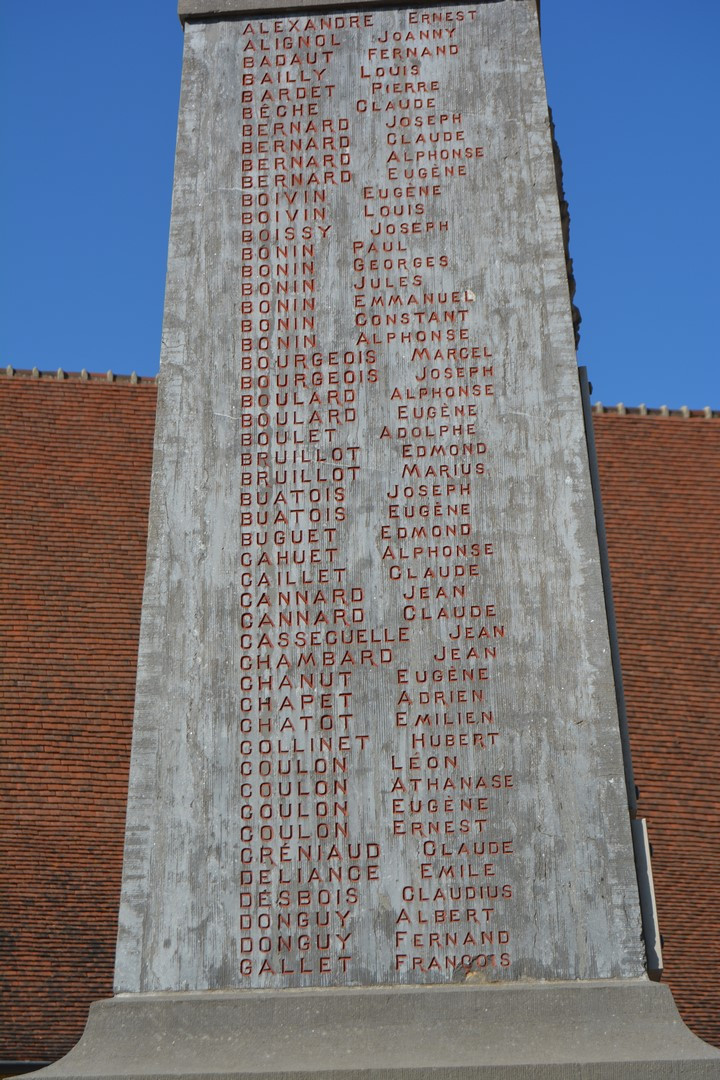 ALEXANDRE ERNEST
ALIGNOL JOANNY
BADAUT FERNAND
BAILLY LOUIS
BARDET PIERRE
BÊCHE CLAUDE
BERNARD JOSEPH
BERNARD CLAUDE
BERNARD ALPHONSE
BERNARD EUGÈNE
BOIVIN EUGÈNE
BOIVIN LOUIS
BOISSY JOSEPH
BONIN PAUL
BONIN GEORGES
BONIN JULES
BONIN EMMANUEL
BONIN CONSTANT
BONIN ALPHONSE
BOURGEOIS MARCEL
BOURGEOIS JOSEPH
BOULARD ALPHONSE
BOULARD EUGÈNE
BOULET ADOLPHE
BRUILLOT EDMOND
BRUILLOT MARIUS
BUATOIS JOSEPH
BUATOIS EUGÈNE
BUGUET EDMOND
CAHUET ALPHONSE
CAILLET CLAUDE
CANNARD JEAN
CANNARD CLAUDE
CASSEGUELLE JEAN
CHAMBARD JEAN
CHANUT EUGÈNE
CHAPET ADRIEN
CHATOT EMILIEN
COLLINET HUBERT
COULON LÉON
COULON ATHANASE
COULON EUGÈNE
COULON ERNEST
CRÉNIAUD CLAUDE
DELIANCE EMILE
DESBOIS CLAUDIUS
DONGUY ALBERT
DONGUY FERNAND
GALLET FRANÇOIS